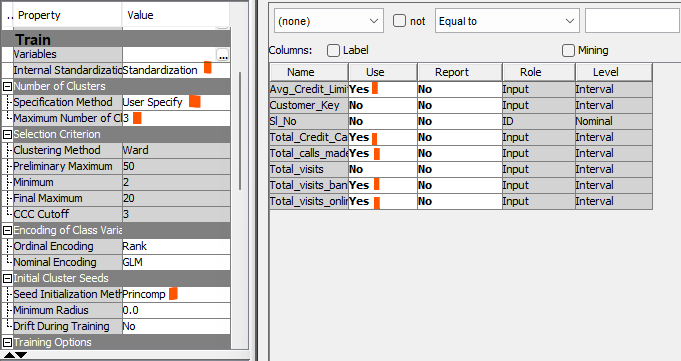 .. Property Value
Train
Variables ...
Internal Standardizatio Standardization
Number of Clusters
Specification Method User Specify
Maximum Number of Cl 3
Selection Criterion
Clustering Method Ward
Preliminary Maximum 50
Minimum 2
Final Maximum 20
CCC Cutoff 3
Encoding of Class Varia
Ordinal Encoding Rank
Nominal Encoding GLM
Initial Cluster Seeds
Seed Initialization Meth Princomp
Minimum Radius 0.0
Drift During Training No
Training Options
(none) not Equal to
Columns: Label Mining
Name Use Report Role Level
Avg_Credit_Limi Yes No Input Interval
Customer_Key No No Input Interval
Sl_No No No ID Nominal
Total_Credit_Ca Yes No Input Interval
Total_calls_made Yes No Input Interval
Total_visits No No Input Interval
Total_visits_ban Yes No Input Interval
Total_visits_onli Yes No Input Interval